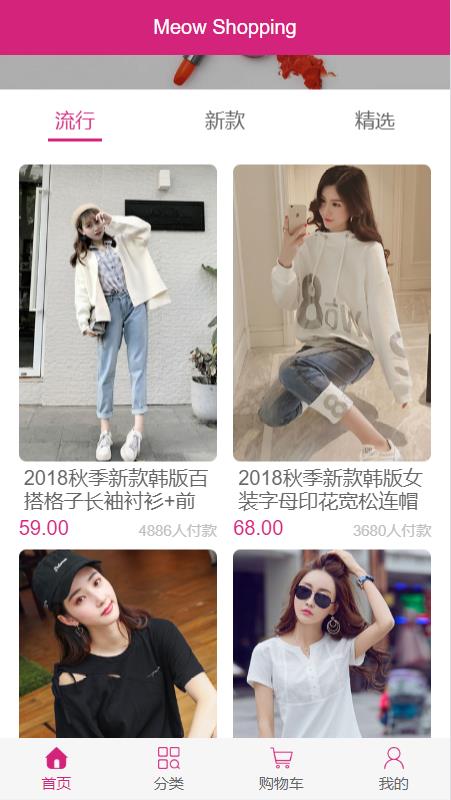 Meow Shopping
流行 新款 精选
2018秋季新款韩版百
搭格子长袖衬衫+前
59.00 4886人付款
2018秋季新款韩版女
装字母印花宽松连帽
68.00 3680人付款
首页 分类 购物车 我的